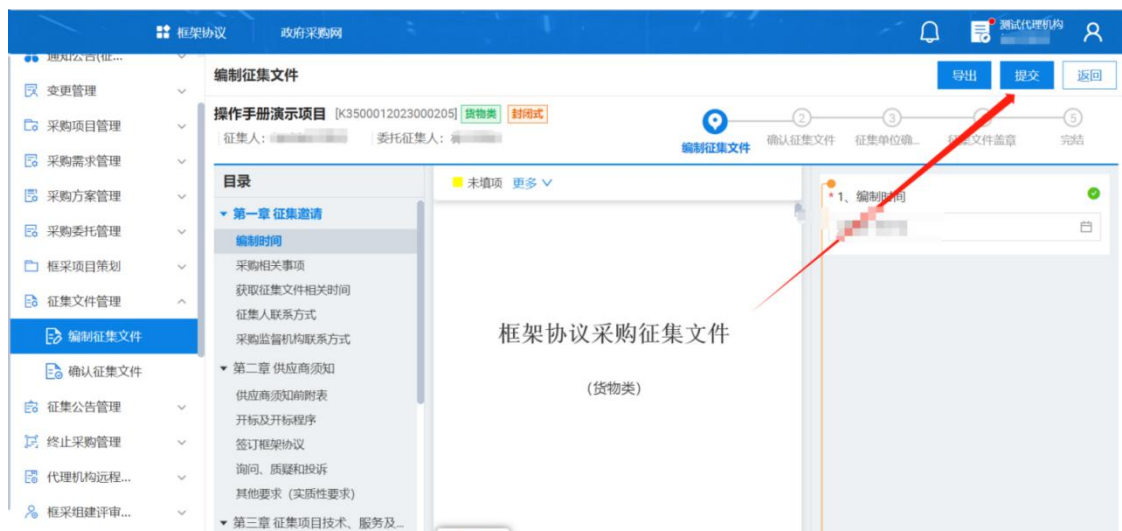 框架协议
政府采购网
测试代理机构
通知公告(征...
变更管理
采购项目管理
采购需求管理
采购方案管理
采购委托管理
框采项目策划
征集文件管理
编制征集文件
确认征集文件
征集公告管理
终止采购管理
代理机构远程...
框采组建评审...
编制征集文件
导出
提交
返回
操作手册演示项目 [K3500012023000205] 货物类 封闭式
征集人:
委托征集人:
编制征集文件
2
确认征集文件
3
征集单位确...
征集文件盖章
5
完结
目录
第一章 征集邀请
编制时间
采购相关事项
获取征集文件相关时间
征集人联系方式
采购监督机构联系方式
第二章 供应商须知
供应商须知前附表
开标及开标程序
签订框架协议
询问、质疑和投诉
其他要求（实质性要求）
第三章 征集项目技术、服务及...
未填项 更多
框架协议采购征集文件
（货物类）
* 1、编制时间